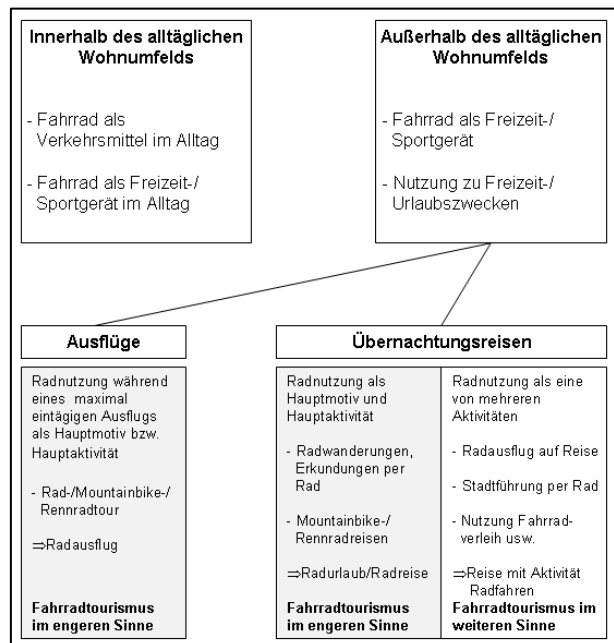 Innerhalb des alltäglichen
Wohnumfelds
- Fahrrad als
Verkehrsmittel im Alltag
- Fahrrad als Freizeit-/
Sportgerät im Alltag
Außerhalb des alltäglichen
Wohnumfelds
- Fahrrad als Freizeit-/
Sportgerät
- Nutzung zu Freizeit-/
Urlaubszwecken
Ausflüge
Radnutzung während
eines maximal
eintägigen Ausflugs
als Hauptmotiv bzw.
Hauptaktivität
- Rad-/Mountainbike-/
Rennradtour
⇒Radausflug
Fahrradtourismus
im engeren Sinne
Übernachtungsreisen
Radnutzung als
Hauptmotiv und
Hauptaktivität
- Radwanderungen,
Erkundungen per
Rad
- Mountainbike-/
Rennradreisen
⇒Radurlaub/Radreise
Fahrradtourismus
im engeren Sinne
Radnutzung als eine
von mehreren
Aktivitäten
- Radausflug auf Reise
- Stadtführung per Rad
- Nutzung Fahrrad-
verleih usw.
⇒Reise mit Aktivität
Radfahren
Fahrradtourismus im
weiteren Sinne